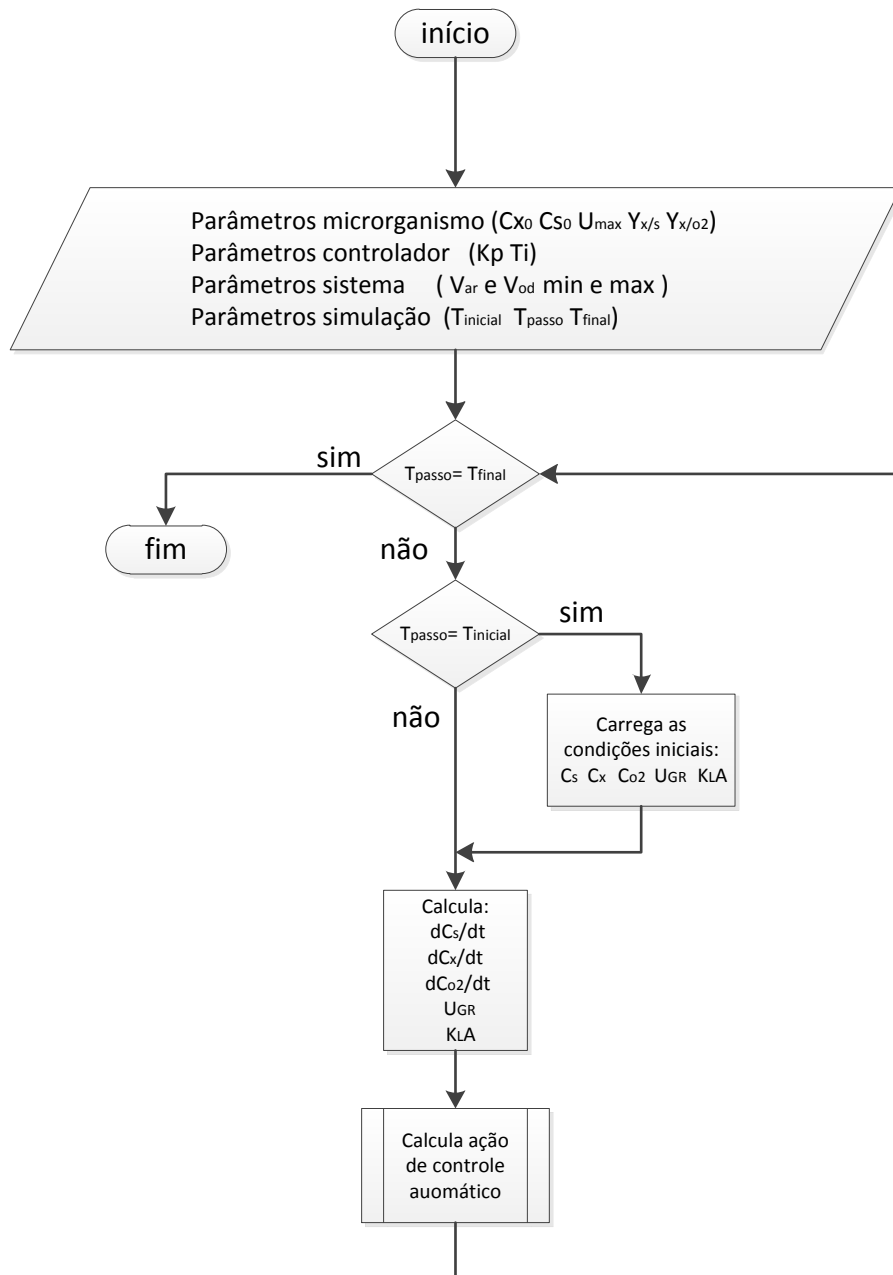 início
Parâmetros microrganismo (Cx0 Cs0 Umax Yx/s Yx/o2)
Parâmetros controlador (Kp Ti)
Parâmetros sistema ( Var e Vod min e max )
Parâmetros simulação (Tinicial Tpasso Tfinal)
sim
Tpasso= Tfinal
fim
não
Tpasso= Tinicial
sim
não
Carrega as
condições iniciais:
Cs Cx Co2 UGR KLA
Calcula:
dCs/dt
dCx/dt
dCo2/dt
UGR
KLA
Calcula ação
de controle
auomático